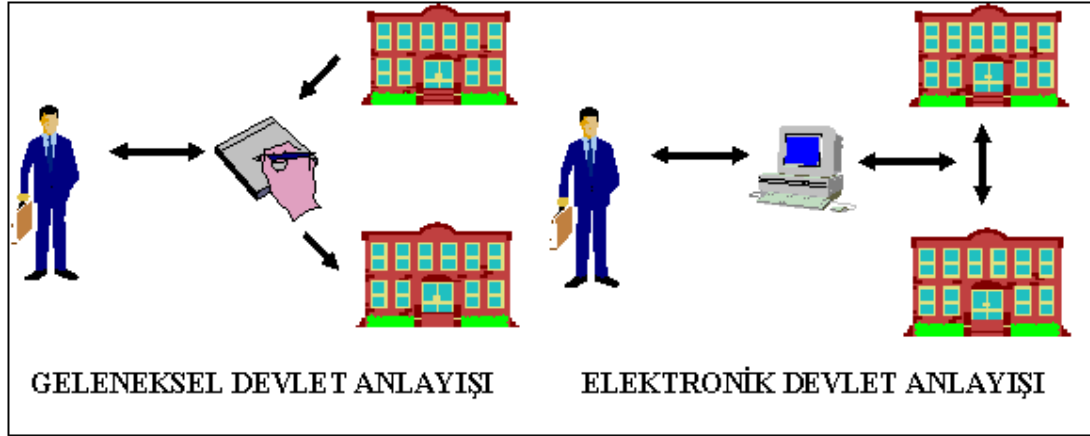 GELENEKSEL DEVLET ANLAYIŞI
ELEKTRONİK DEVLET ANLAYIŞI